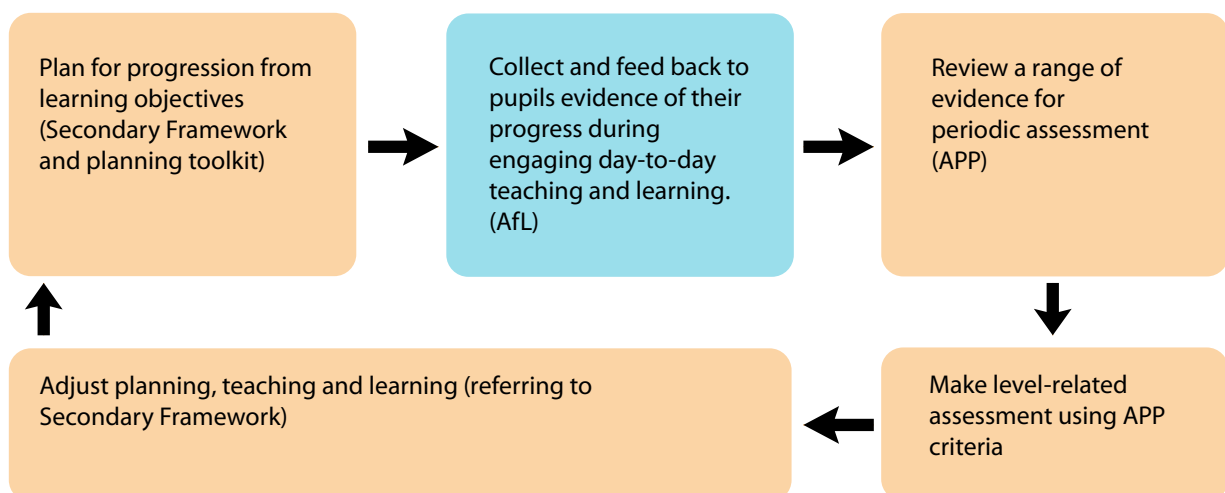 Plan for progression from
learning objectives
(Secondary Framework
and planning toolkit)
Collect and feed back to
pupils evidence of their
progress during
engaging day-to-day
teaching and learning.
(AfL)
Review a range of
evidence for
periodic assessment
(APP)
Make level-related
assessment using APP
criteria
Adjust planning, teaching and learning (referring to
Secondary Framework)